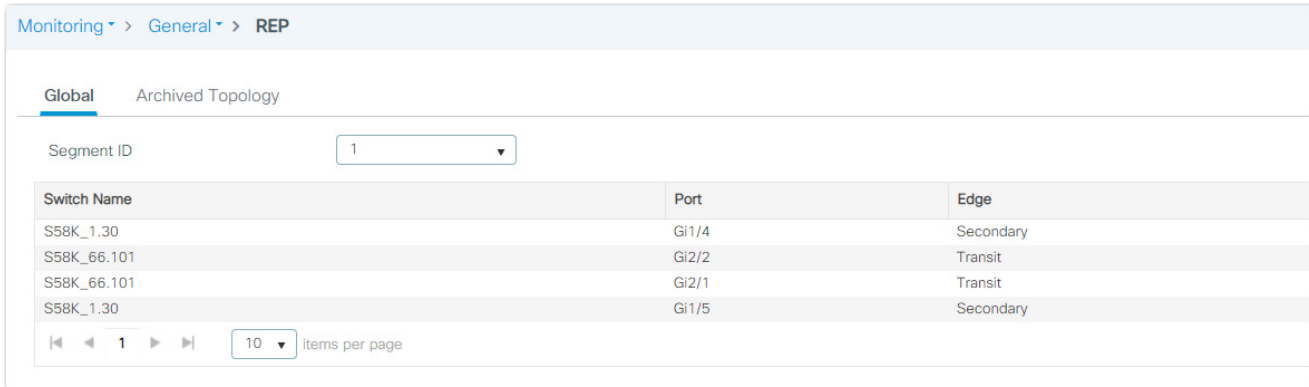 Monitoring > General > REP
Global Archived Topology
Segment ID 1
Switch Name Port Edge
S58K_1.30 Gi1/4 Secondary
S58K_66.101 Gi2/2 Transit
S58K_66.101 Gi2/1 Transit
S58K_1.30 Gi1/5 Secondary
1 10 items per page